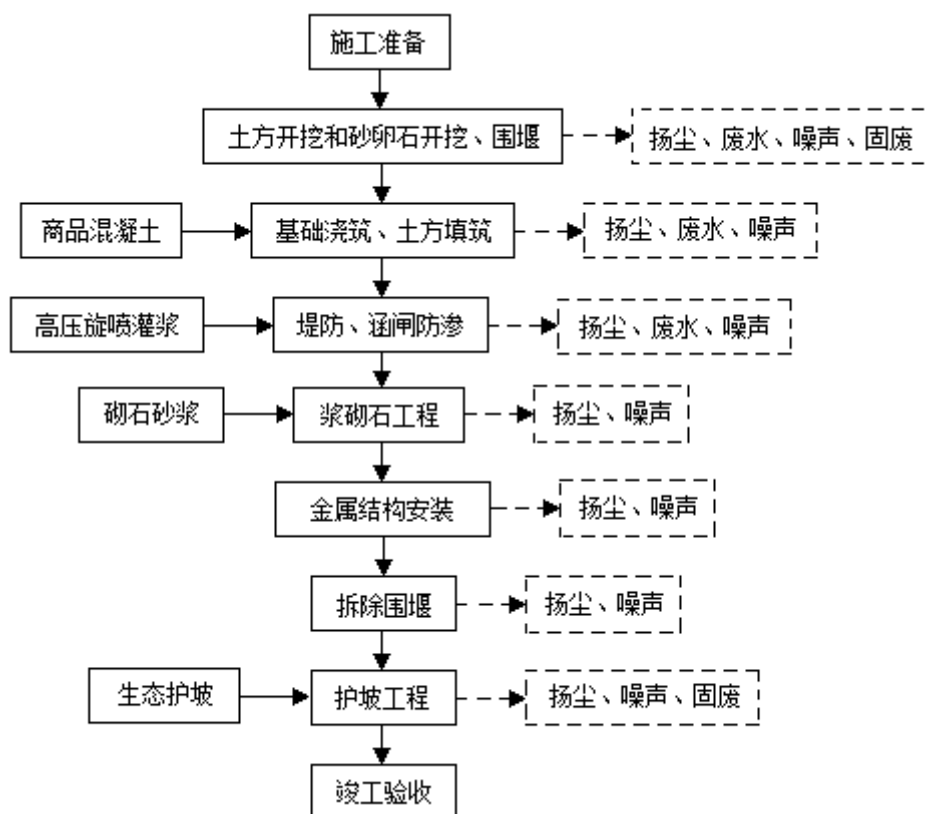 施工准备
土方开挖和砂卵石开挖、围堰
扬尘、废水、噪声、固废
商品混凝土
基础浇筑、土方填筑
扬尘、废水、噪声
高压旋喷灌浆
堤防、涵闸防渗
扬尘、废水、噪声
砌石砂浆
浆砌石工程
扬尘、噪声
金属结构安装
扬尘、噪声
拆除围堰
扬尘、噪声
生态护坡
护坡工程
扬尘、噪声、固废
竣工验收